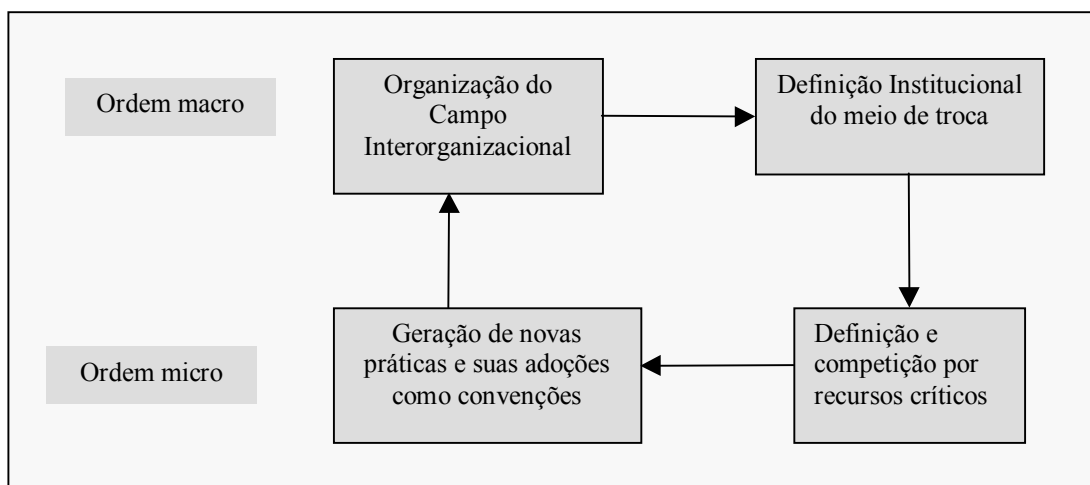 Ordem macro
Organização do
Campo
Interorganizacional
Definição Institucional
do meio de troca
Ordem micro
Geração de novas
práticas e suas adoções
como convenções
Definição e
competição por
recursos críticos